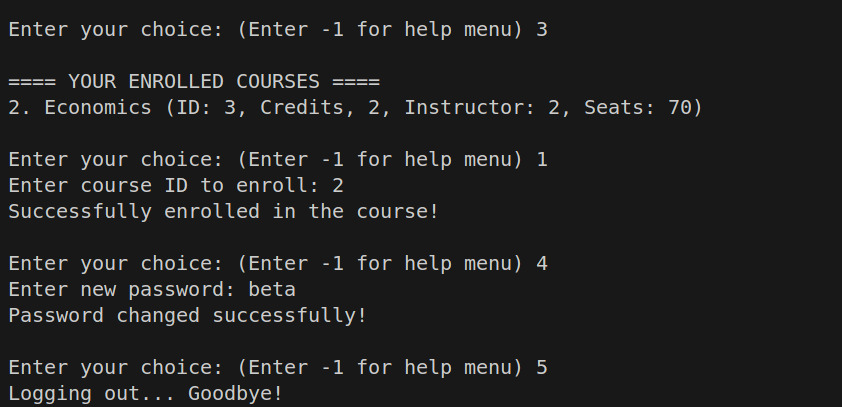 Enter your choice: (Enter -1 for help menu) 3
==== YOUR ENROLLED COURSES ====
2. Economics (ID: 3, Credits, 2, Instructor: 2, Seats: 70)
Enter your choice: (Enter -1 for help menu) 1
Enter course ID to enroll: 2
Successfully enrolled in the course!
Enter your choice: (Enter -1 for help menu) 4
Enter new password: beta
Password changed successfully!
Enter your choice: (Enter -1 for help menu) 5
Logging out... Goodbye!